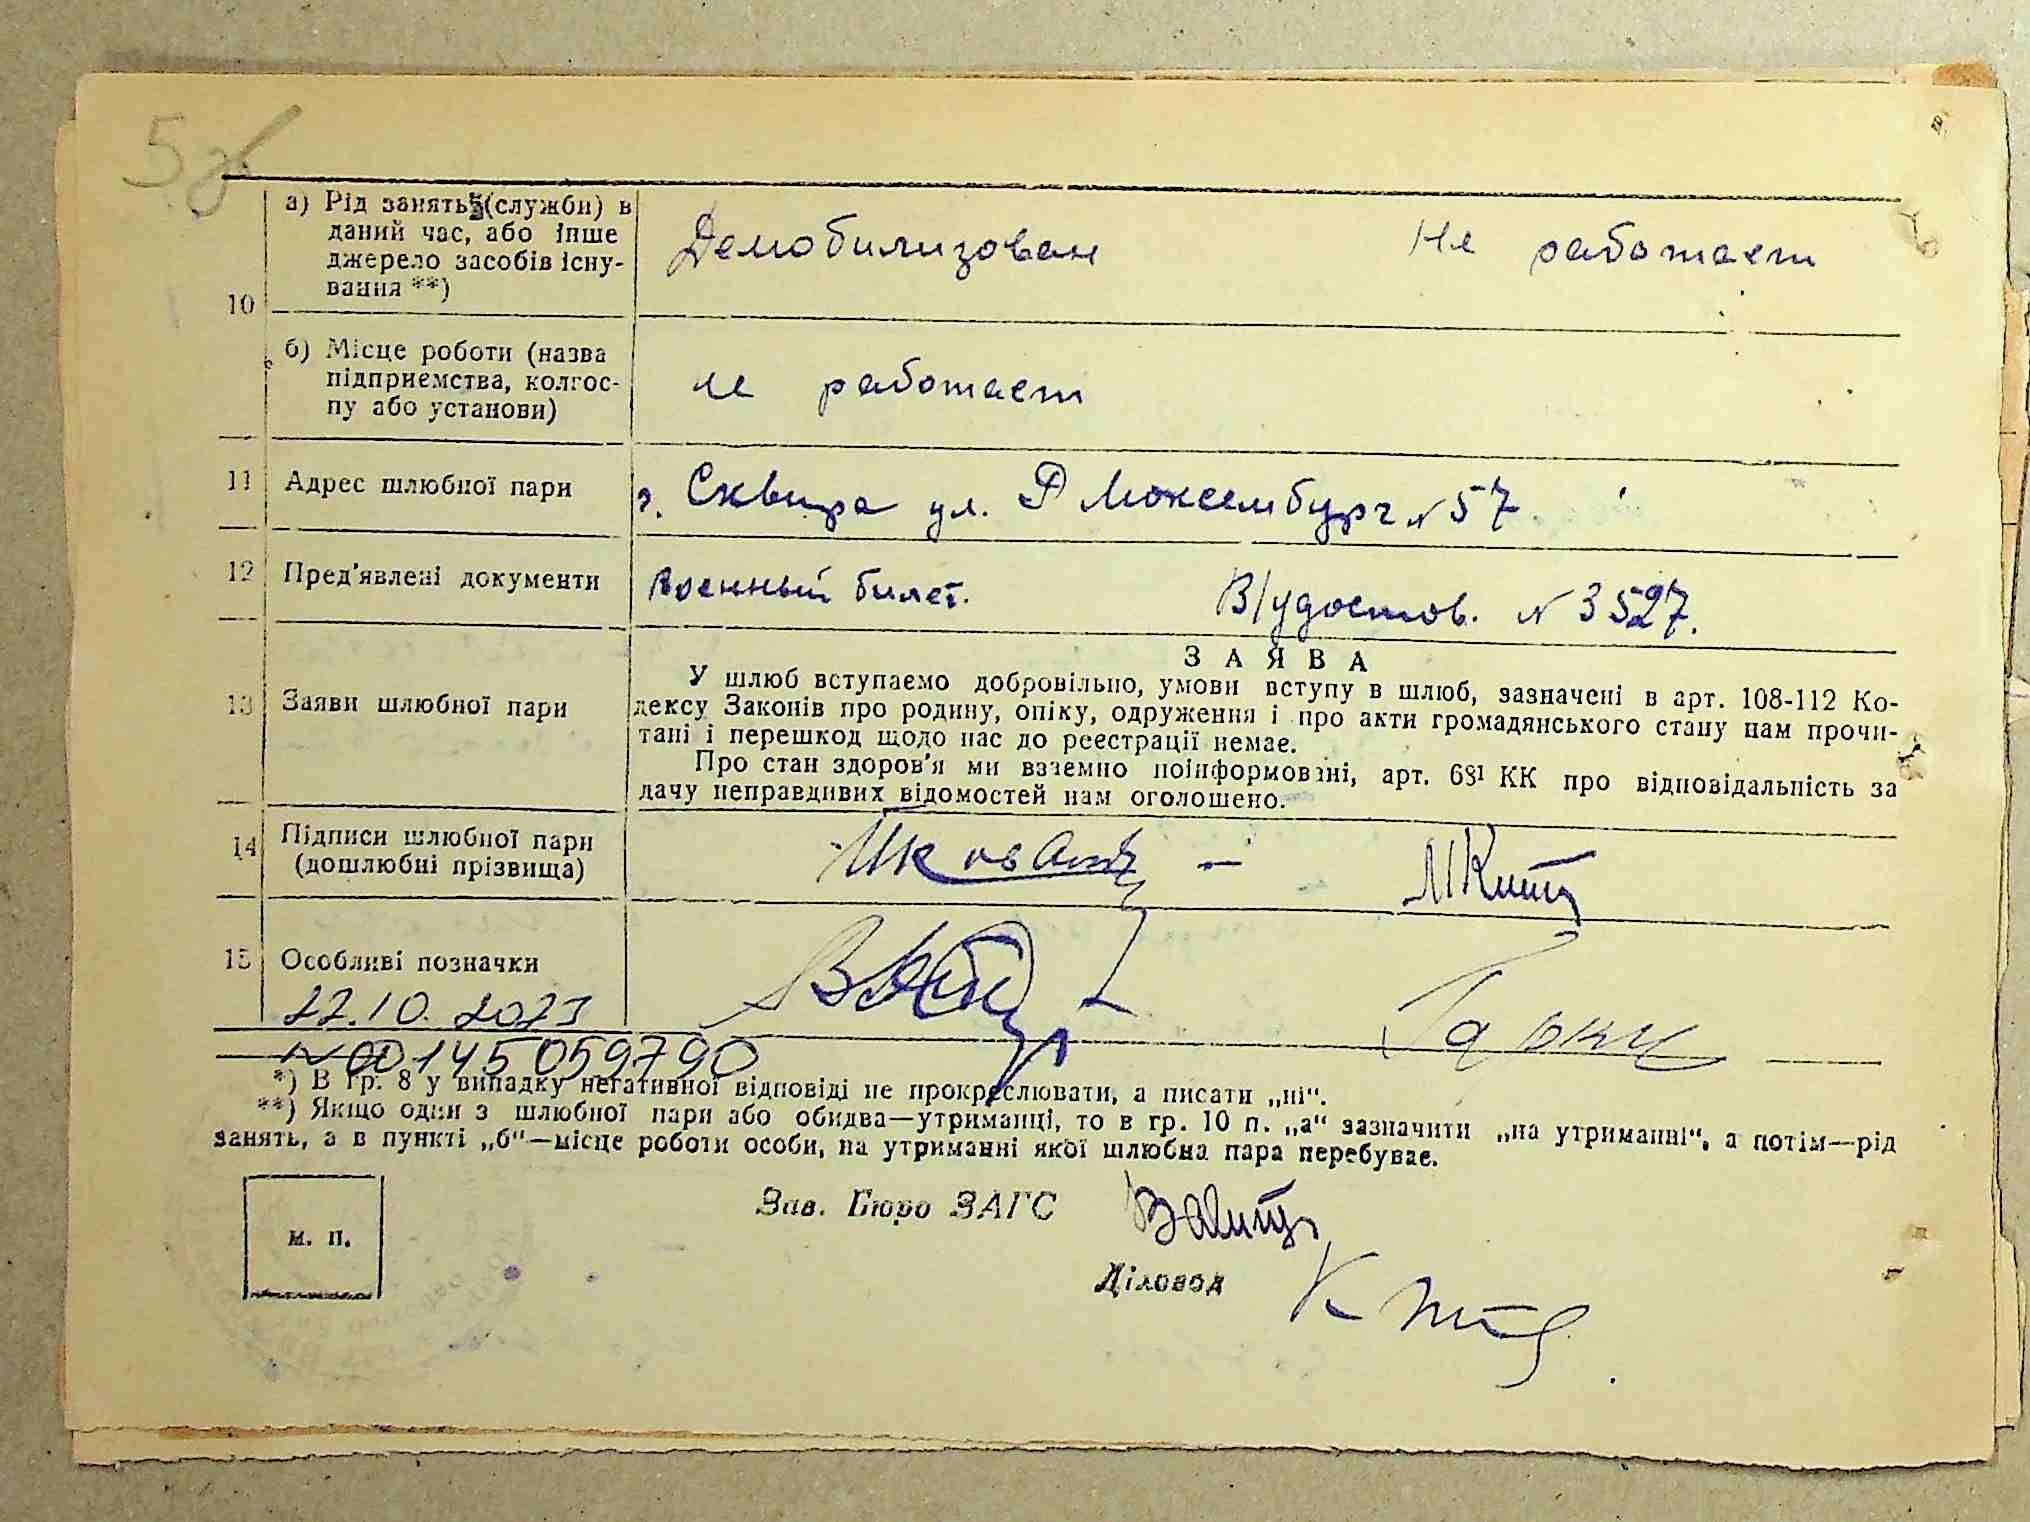 а) Рід занять (служби) в
даний час, або інше
джерело засобів існу-
вання **)
Демобилизован
Не работает
10
б) Місце роботи (назва
підприємства, колгос-
пу або установи)
не работает
11 Адрес шлюбної пари
г. Сквира ул. Р Люксембург № 57
12 Пред'явлені документи
военный билет.
В/удостов. № 3527.
13 Заяви шлюбної пари
ЗАЯВА
У шлюб вступаємо добровільно, умови вступу в шлюб, зазначені в арт. 108-112 Ко-
дексу Законів про родину, опіку, одруження і про акти громадянського стану нам прочи-
тані і перешкод щодо нас до реєстрації немає.
Про стан здоров'я ми взаємно поінформовані, арт. 68¹ КК про відповідальність за
дачу неправдивих відомостей нам оголошено.
14 Підписи шлюбної пари
(дошлюбні прізвища)
15 Особливі позначки
22.10.2023
№ 00145059790
*) В гр. 8 у випадку негативної відповіді не прокреслювати, а писати „ні“.
**) Якщо один з шлюбної пари або обидва—утриманці, то в гр. 10 п. „а“ зазначити „на утриманні“, а потім—рід
занять, а в пункті „б“—місце роботи особи, на утриманні якої шлюбна пара перебуває.
м. п.
Зав. Бюро ЗАГС
Діловод